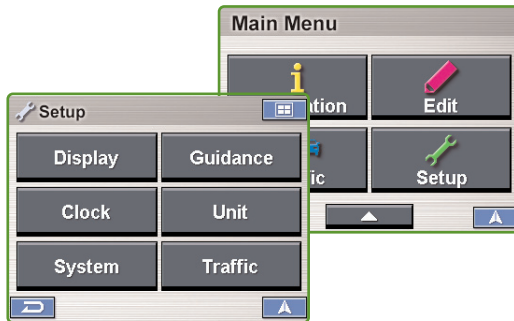 Main Menu
Edit
Setup
Setup
Display Guidance
Clock Unit
System Traffic